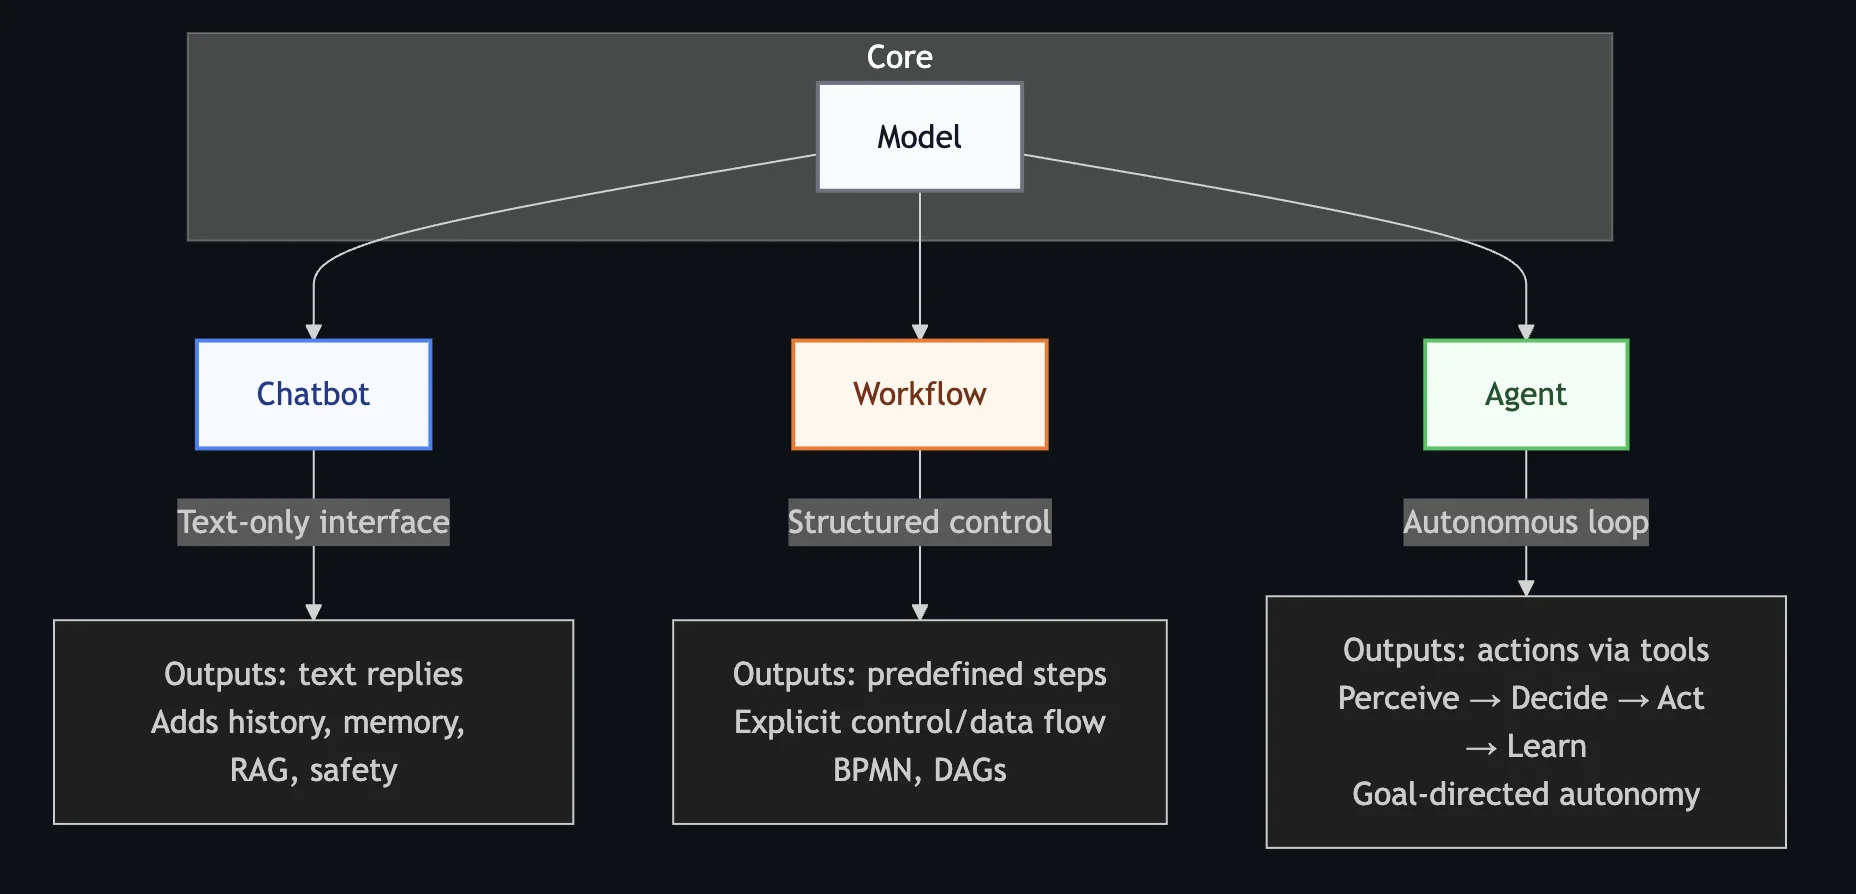 Core
Model
Chatbot
Workflow
Agent
Text-only interface
Structured control
Autonomous loop
Outputs: text replies
Adds history, memory,
RAG, safety
Outputs: predefined steps
Explicit control/data flow
BPMN, DAGs
Outputs: actions via tools
Perceive → Decide → Act
→ Learn
Goal-directed autonomy